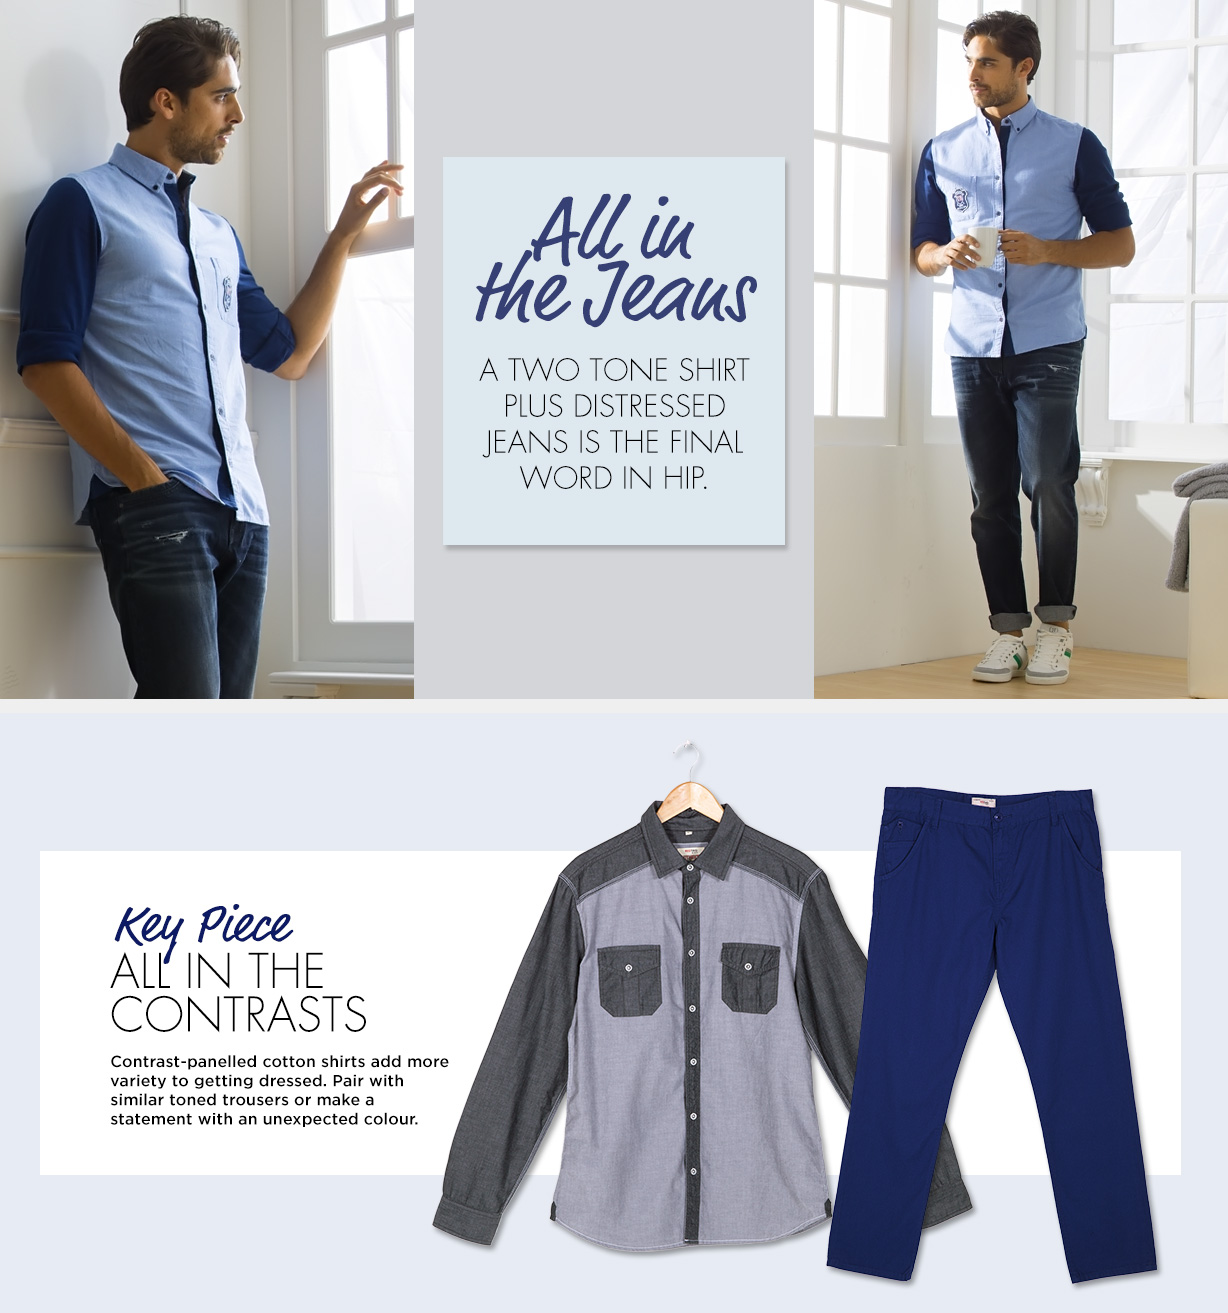 All in
the Jeans
A TWO TONE SHIRT
PLUS DISTRESSED
JEANS IS THE FINAL
WORD IN HIP.
Key Piece
ALL IN THE
CONTRASTS
Contrast-panelled cotton shirts add more
variety to getting dressed. Pair with
similar toned trousers or make a
statement with an unexpected colour.